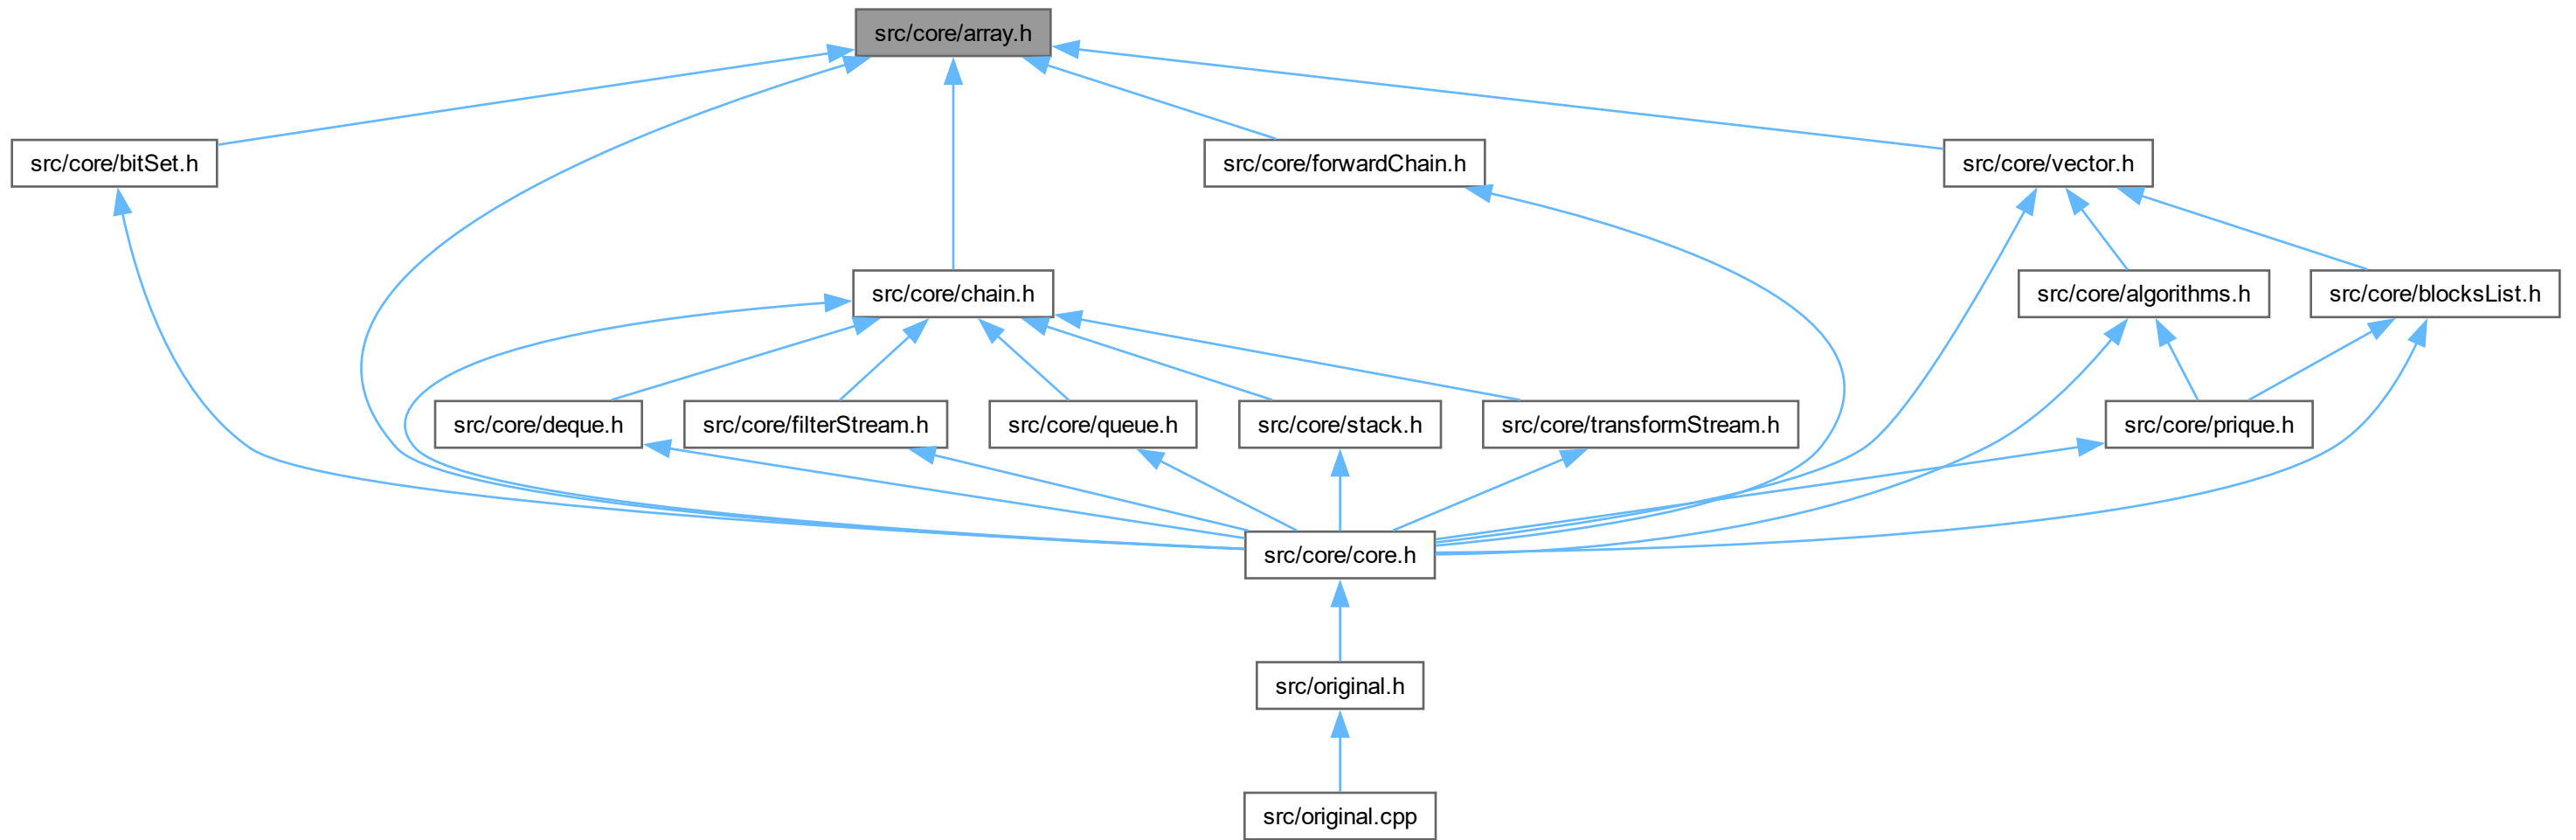 src/core/array.h
src/core/bitSet.h
src/core/forwardChain.h
src/core/vector.h
src/core/chain.h
src/core/algorithms.h
src/core/blocksList.h
src/core/deque.h
src/core/filterStream.h
src/core/queue.h
src/core/stack.h
src/core/transformStream.h
src/core/prique.h
src/core/core.h
src/original.h
src/original.cpp